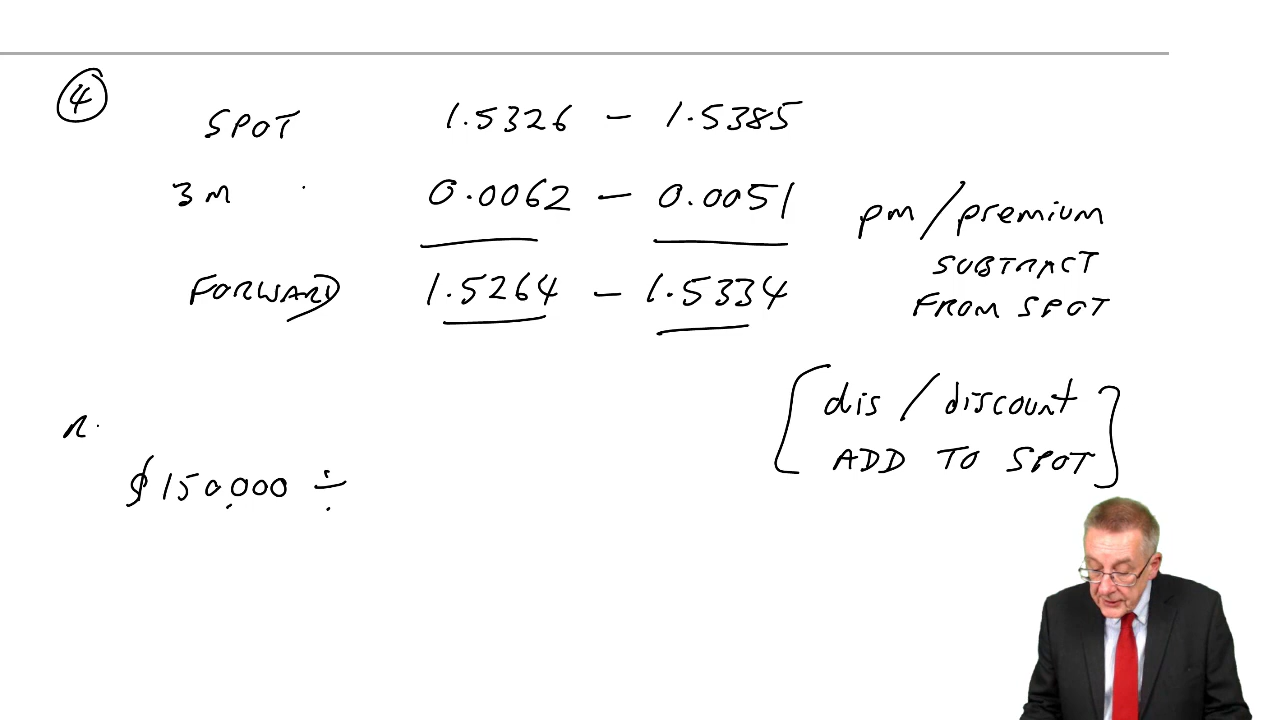 4
SPOT 1.5326 - 1.5385
3M 0.0062 - 0.0051
pm/premium
SUBTRACT
FROM SPOT
FORWARD 1.5264 - 1.5334
dis/discount
ADD TO SPOT
$150,000 ÷